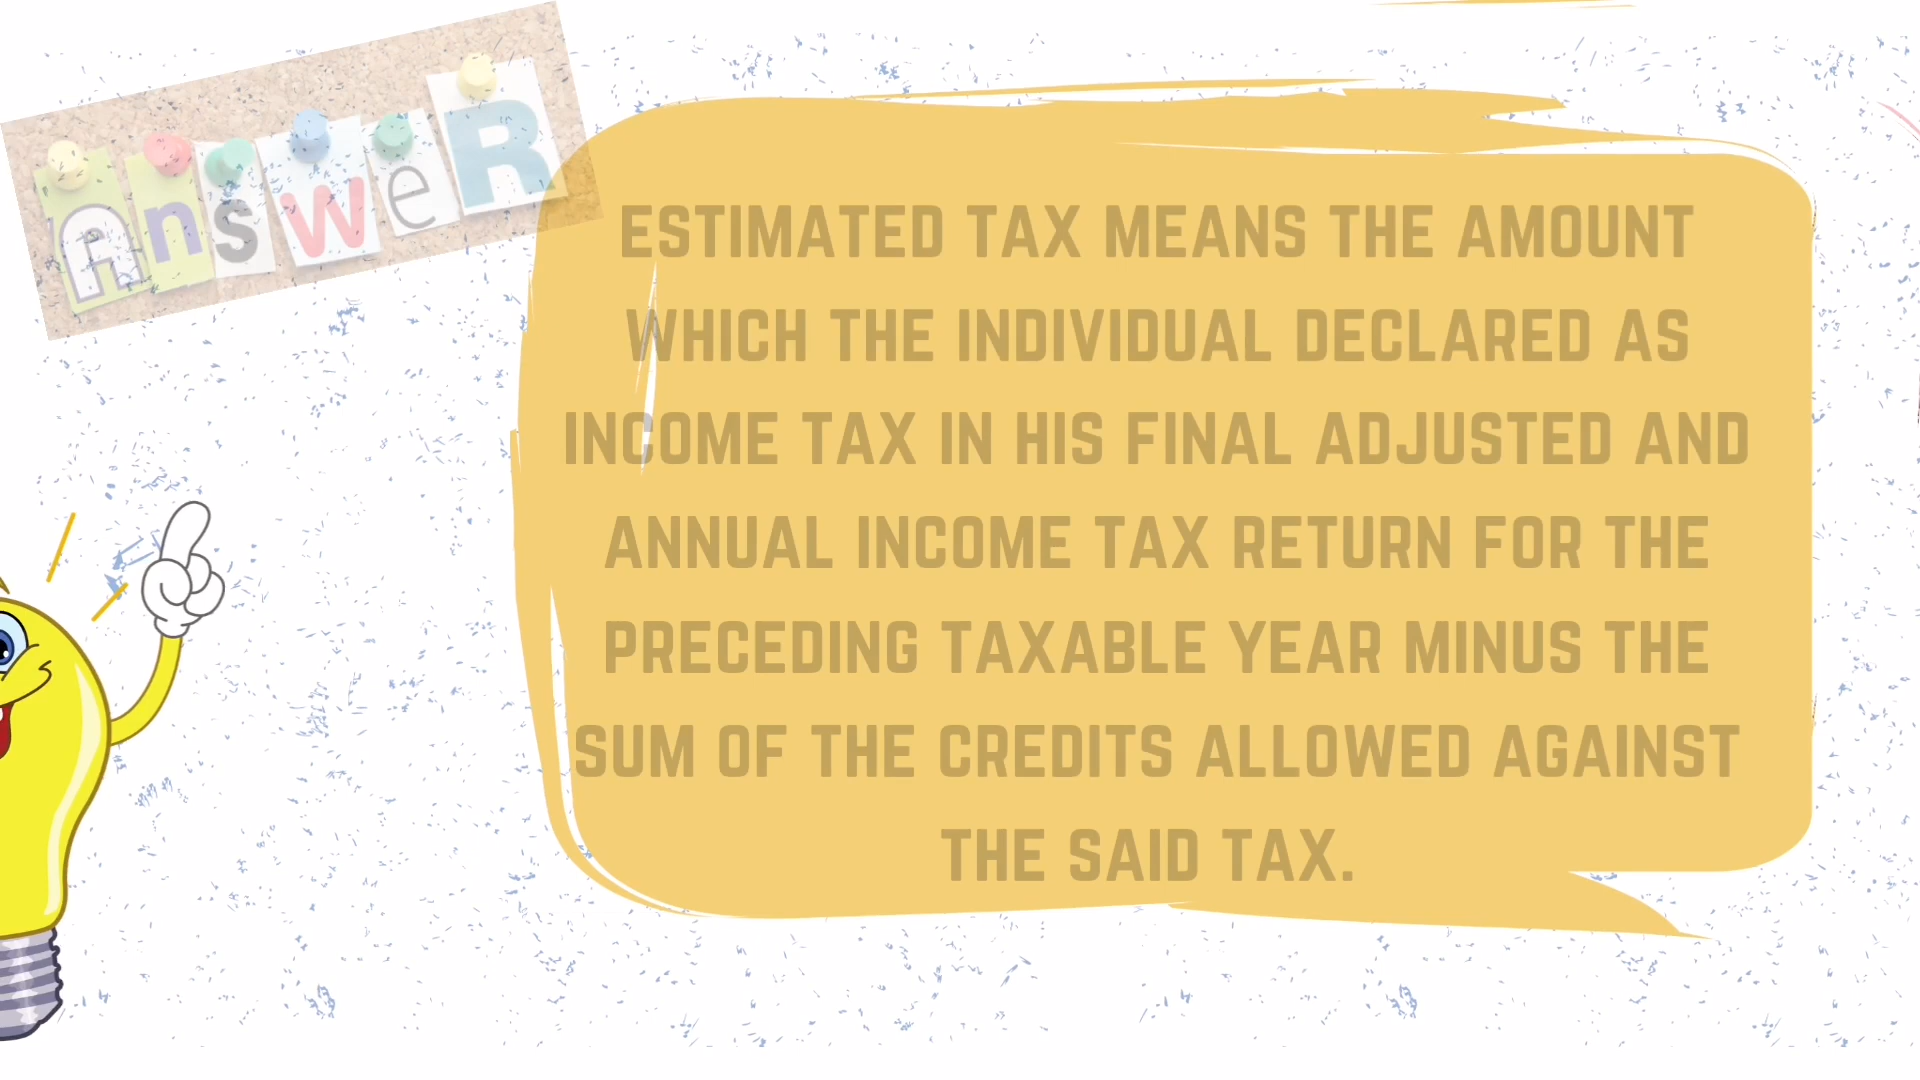 AnsweR
ESTIMATED TAX MEANS THE AMOUNT
WHICH THE INDIVIDUAL DECLARED AS
INCOME TAX IN HIS FINAL ADJUSTED AND
ANNUAL INCOME TAX RETURN FOR THE
PRECEDING TAXABLE YEAR MINUS THE
SUM OF THE CREDITS ALLOWED AGAINST
THE SAID TAX.